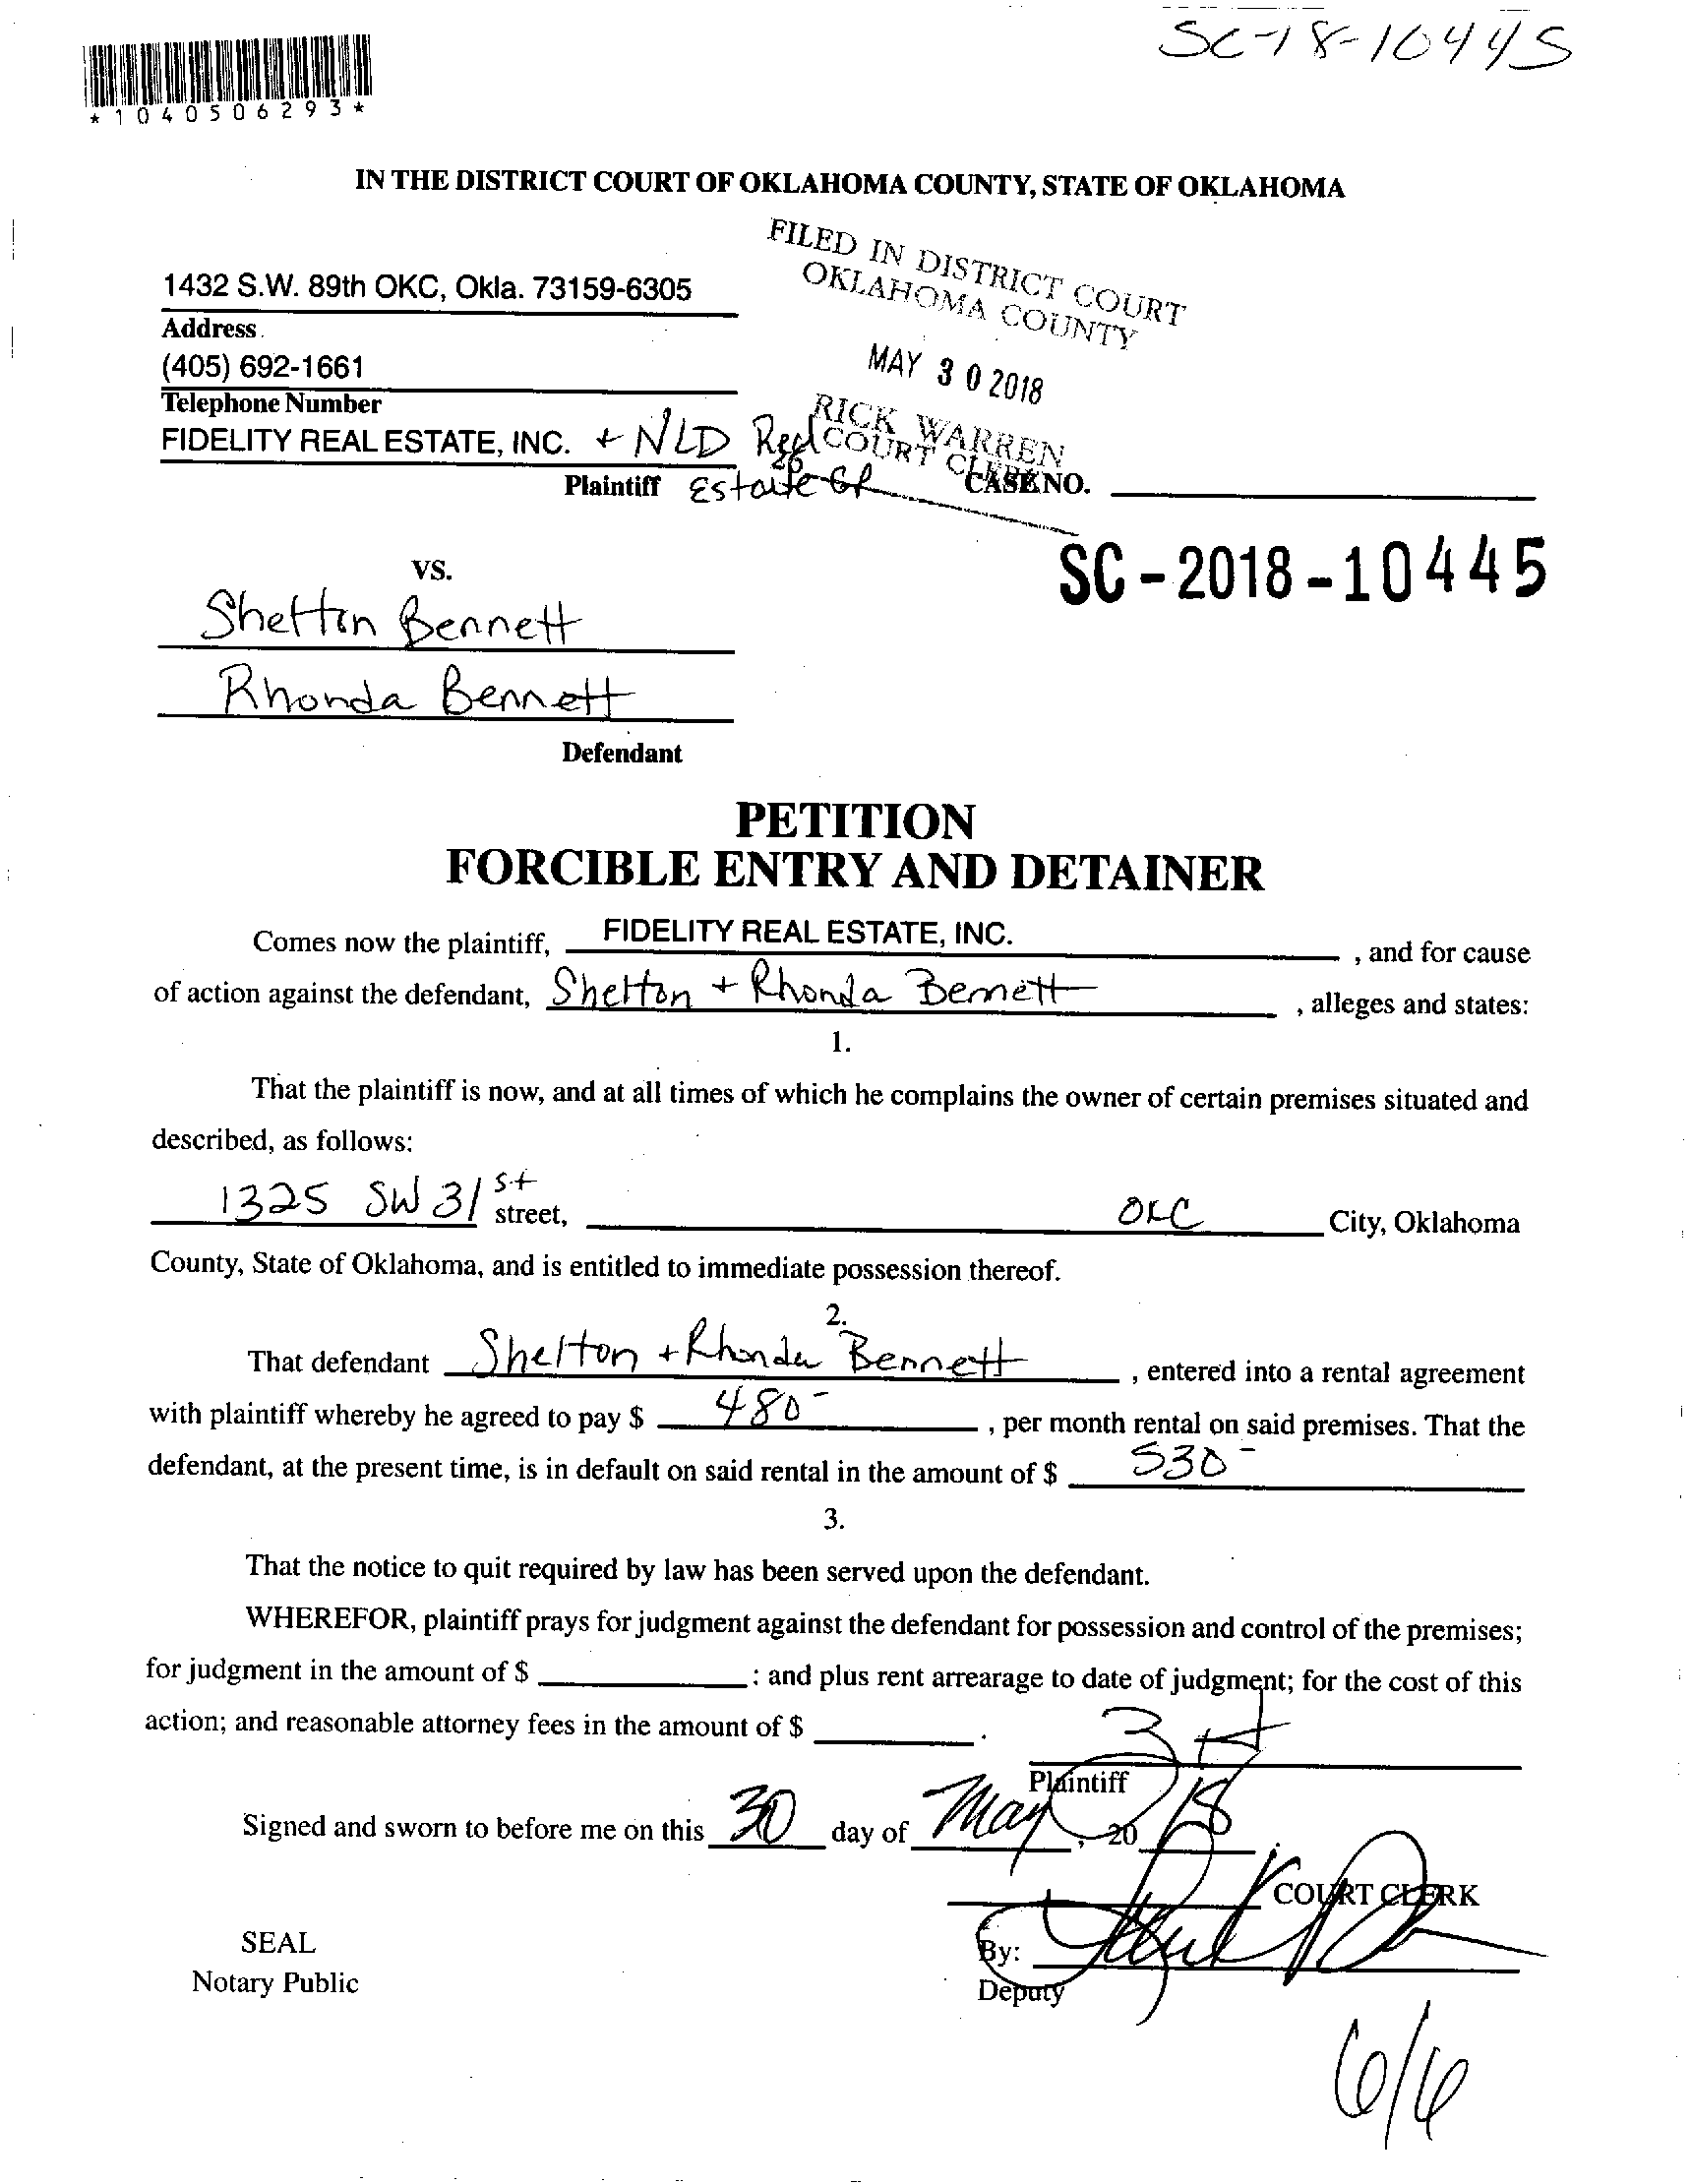 SC-18-10445
*1040506293*
IN THE DISTRICT COURT OF OKLAHOMA COUNTY, STATE OF OKLAHOMA
FILED IN DISTRICT COURT
OKLAHOMA COUNTY
MAY 30 2018
RICK WARREN
COURT CLERK
1432 S.W. 89th OKC, Okla. 73159-6305
Address
(405) 692-1661
Telephone Number
FIDELITY REAL ESTATE, INC. + NLD Real
Plaintiff Estate CASE NO.
SC-2018-10445
VS.
Shelton Bennett
Rhonda Bennett
Defendant
PETITION
FORCIBLE ENTRY AND DETAINER
Comes now the plaintiff, FIDELITY REAL ESTATE, INC. , and for cause
of action against the defendant, Shelton + Rhonda Bennett , alleges and states:
1.
That the plaintiff is now, and at all times of which he complains the owner of certain premises situated and
described, as follows:
1325 SW 31st street, OKC City, Oklahoma
County, State of Oklahoma, and is entitled to immediate possession thereof.
2.
That defendant Shelton + Rhonda Bennett , entered into a rental agreement
with plaintiff whereby he agreed to pay $ 480- , per month rental on said premises. That the
defendant, at the present time, is in default on said rental in the amount of $ 530-
3.
That the notice to quit required by law has been served upon the defendant.
WHEREFOR, plaintiff prays for judgment against the defendant for possession and control of the premises;
for judgment in the amount of $ : and plus rent arrearage to date of judgment; for the cost of this
action; and reasonable attorney fees in the amount of $ .
Plaintiff
Signed and sworn to before me on this 30 day of May , 20 18 .
COURT CLERK
SEAL
By:
Notary Public
Deputy
6/6